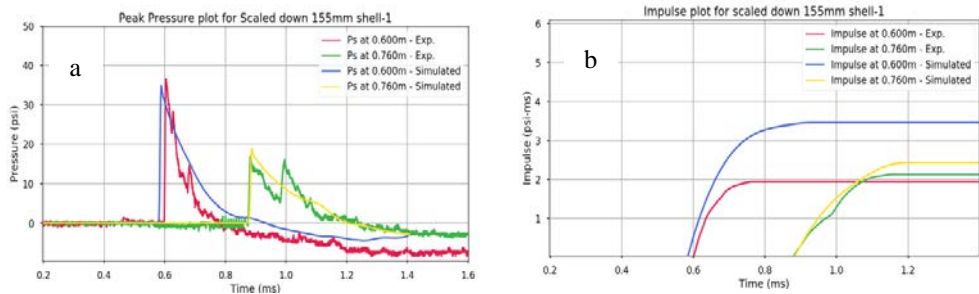 Peak Pressure plot for Scaled down 155mm shell-1
50
40
30
20
10
0
Pressure (psi)
a
Ps at 0.600m - Exp.
Ps at 0.760m - Exp.
Ps at 0.600m - Simulated
Ps at 0.760m - Simulated
0.2 0.4 0.6 0.8 1.0 1.2 1.4 1.6
Time (ms)
Impulse plot for scaled down 155mm shell-1
6
5
4
3
2
1
Impulse (psi-ms)
b
Impulse at 0.600m - Exp.
Impulse at 0.760m - Exp.
Impulse at 0.600m - Simulated
Impulse at 0.760m - Simulated
0.2 0.4 0.6 0.8 1.0 1.2
Time (ms)